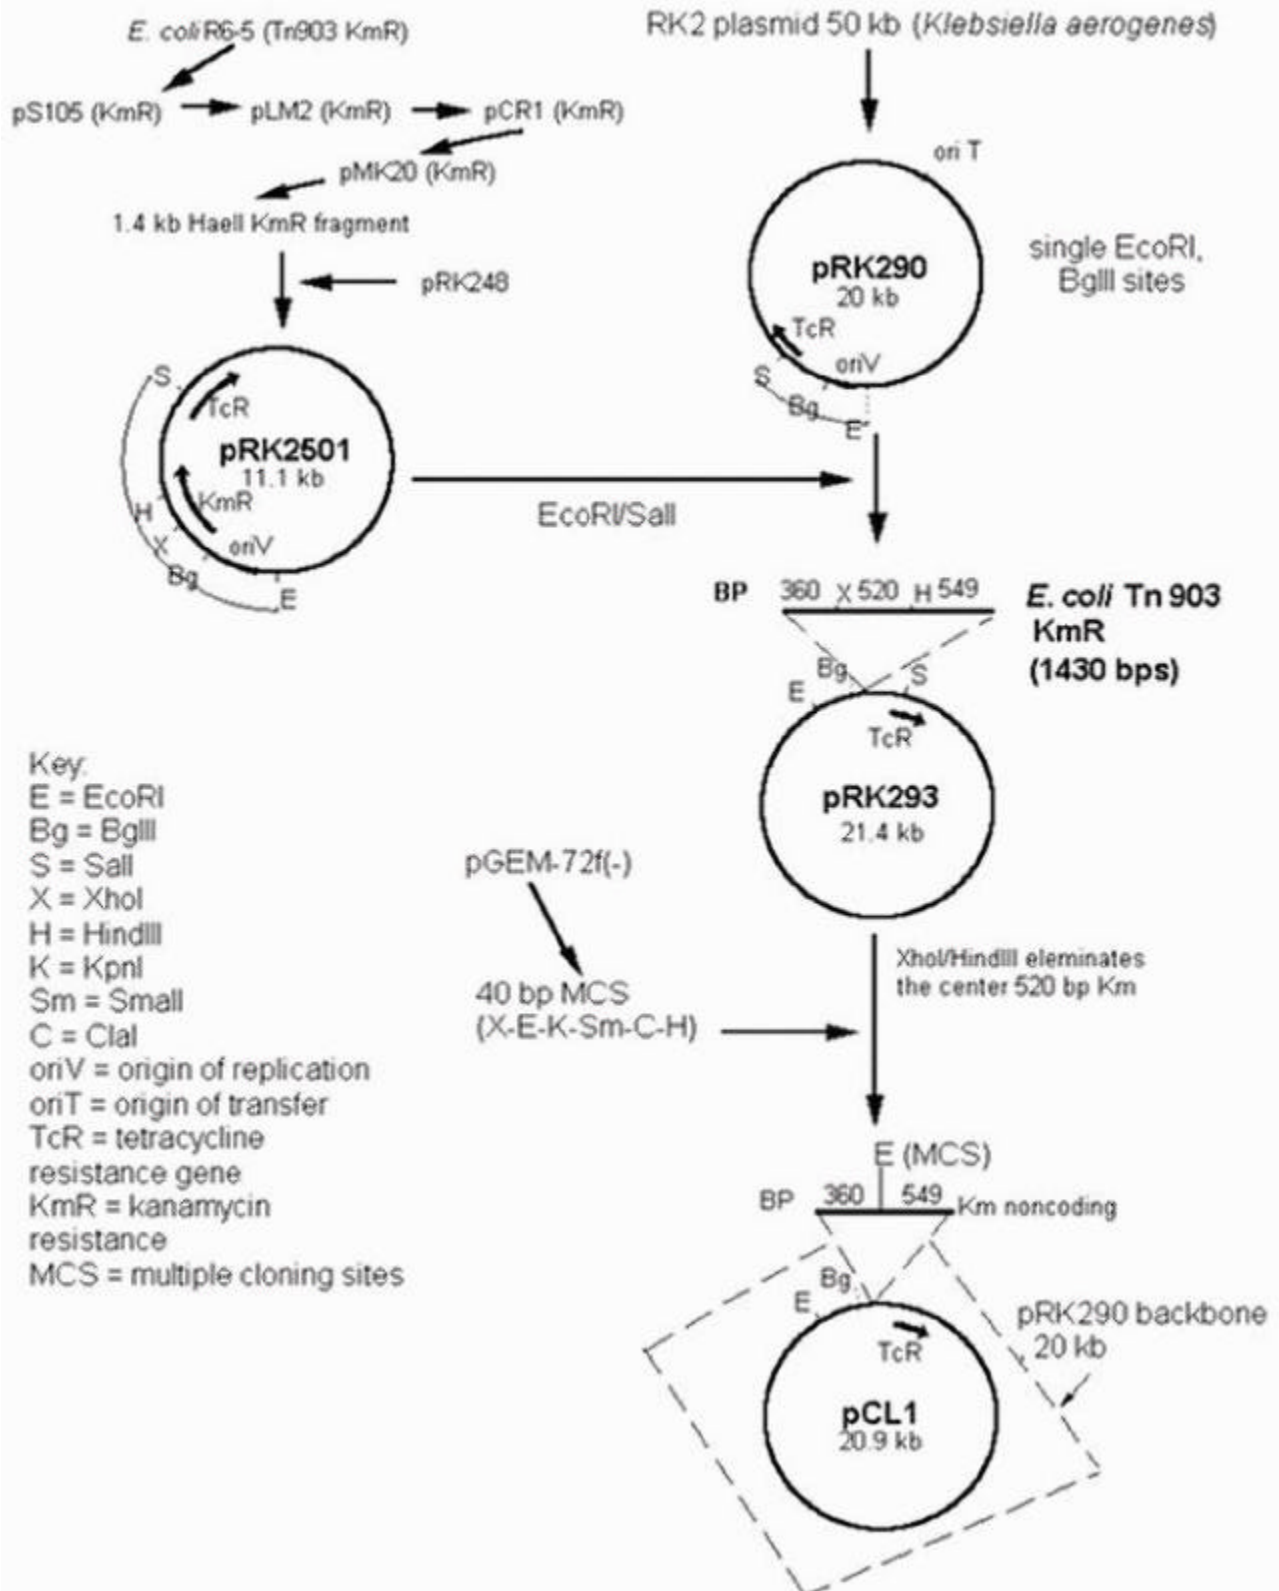 E. coli R6-5 (Tn903 KmR)
RK2 plasmid 50 kb (Klebsiella aerogenes)
pS105 (KmR)
pLM2 (KmR)
pCR1 (KmR)
pMK20 (KmR)
1.4 kb HaeII KmR fragment
pRK248
ori T
pRK290
20 kb
single EcoRI,
BglII sites
TcR
oriV
S
Bg
E
S
TcR
pRK2501
11.1 kb
KmR
H
X
oriV
Bg
E
EcoRI/SalI
BP 360 X 520 H 549
E. coli Tn 903
KmR
(1430 bps)
Bg
S
E
TcR
pRK293
21.4 kb
Key:
E = EcoRI
Bg = BglII
S = SalI
X = XhoI
H = HindIII
K = KpnI
Sm = SmaII
C = ClaI
oriV = origin of replication
oriT = origin of transfer
TcR = tetracycline
resistance gene
KmR = kanamycin
resistance
MCS = multiple cloning sites
pGEM-72f(-)
40 bp MCS
(X-E-K-Sm-C-H)
XhoI/HindIII eleminates
the center 520 bp Km
E (MCS)
BP 360 549 Km noncoding
Bg
E
TcR
pRK290 backbone
20 kb
pCL1
20.9 kb